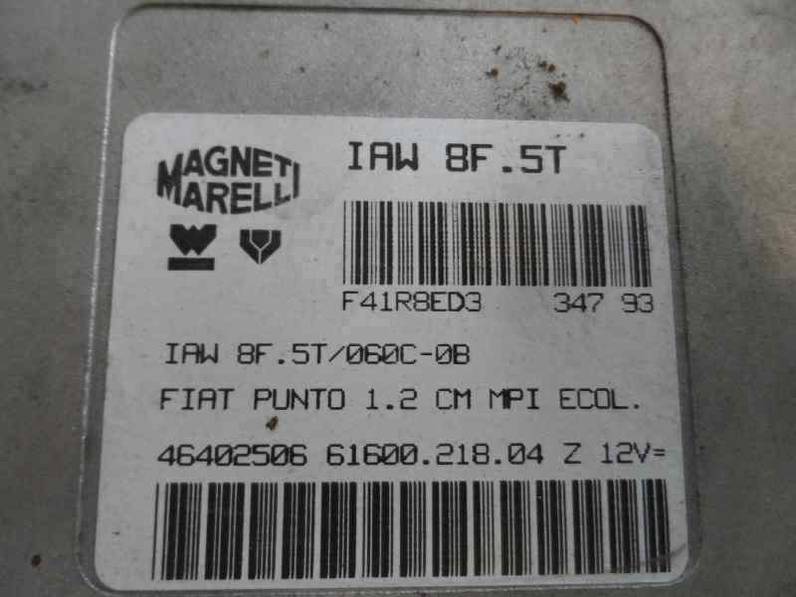 MAGNETI
MARELLI
IAW 8F.5T
F41R8ED3 347 93
IAW 8F.5T/060C-0B
FIAT PUNTO 1.2 CM MPI ECOL.
46402506 61600.218.04 Z 12V=